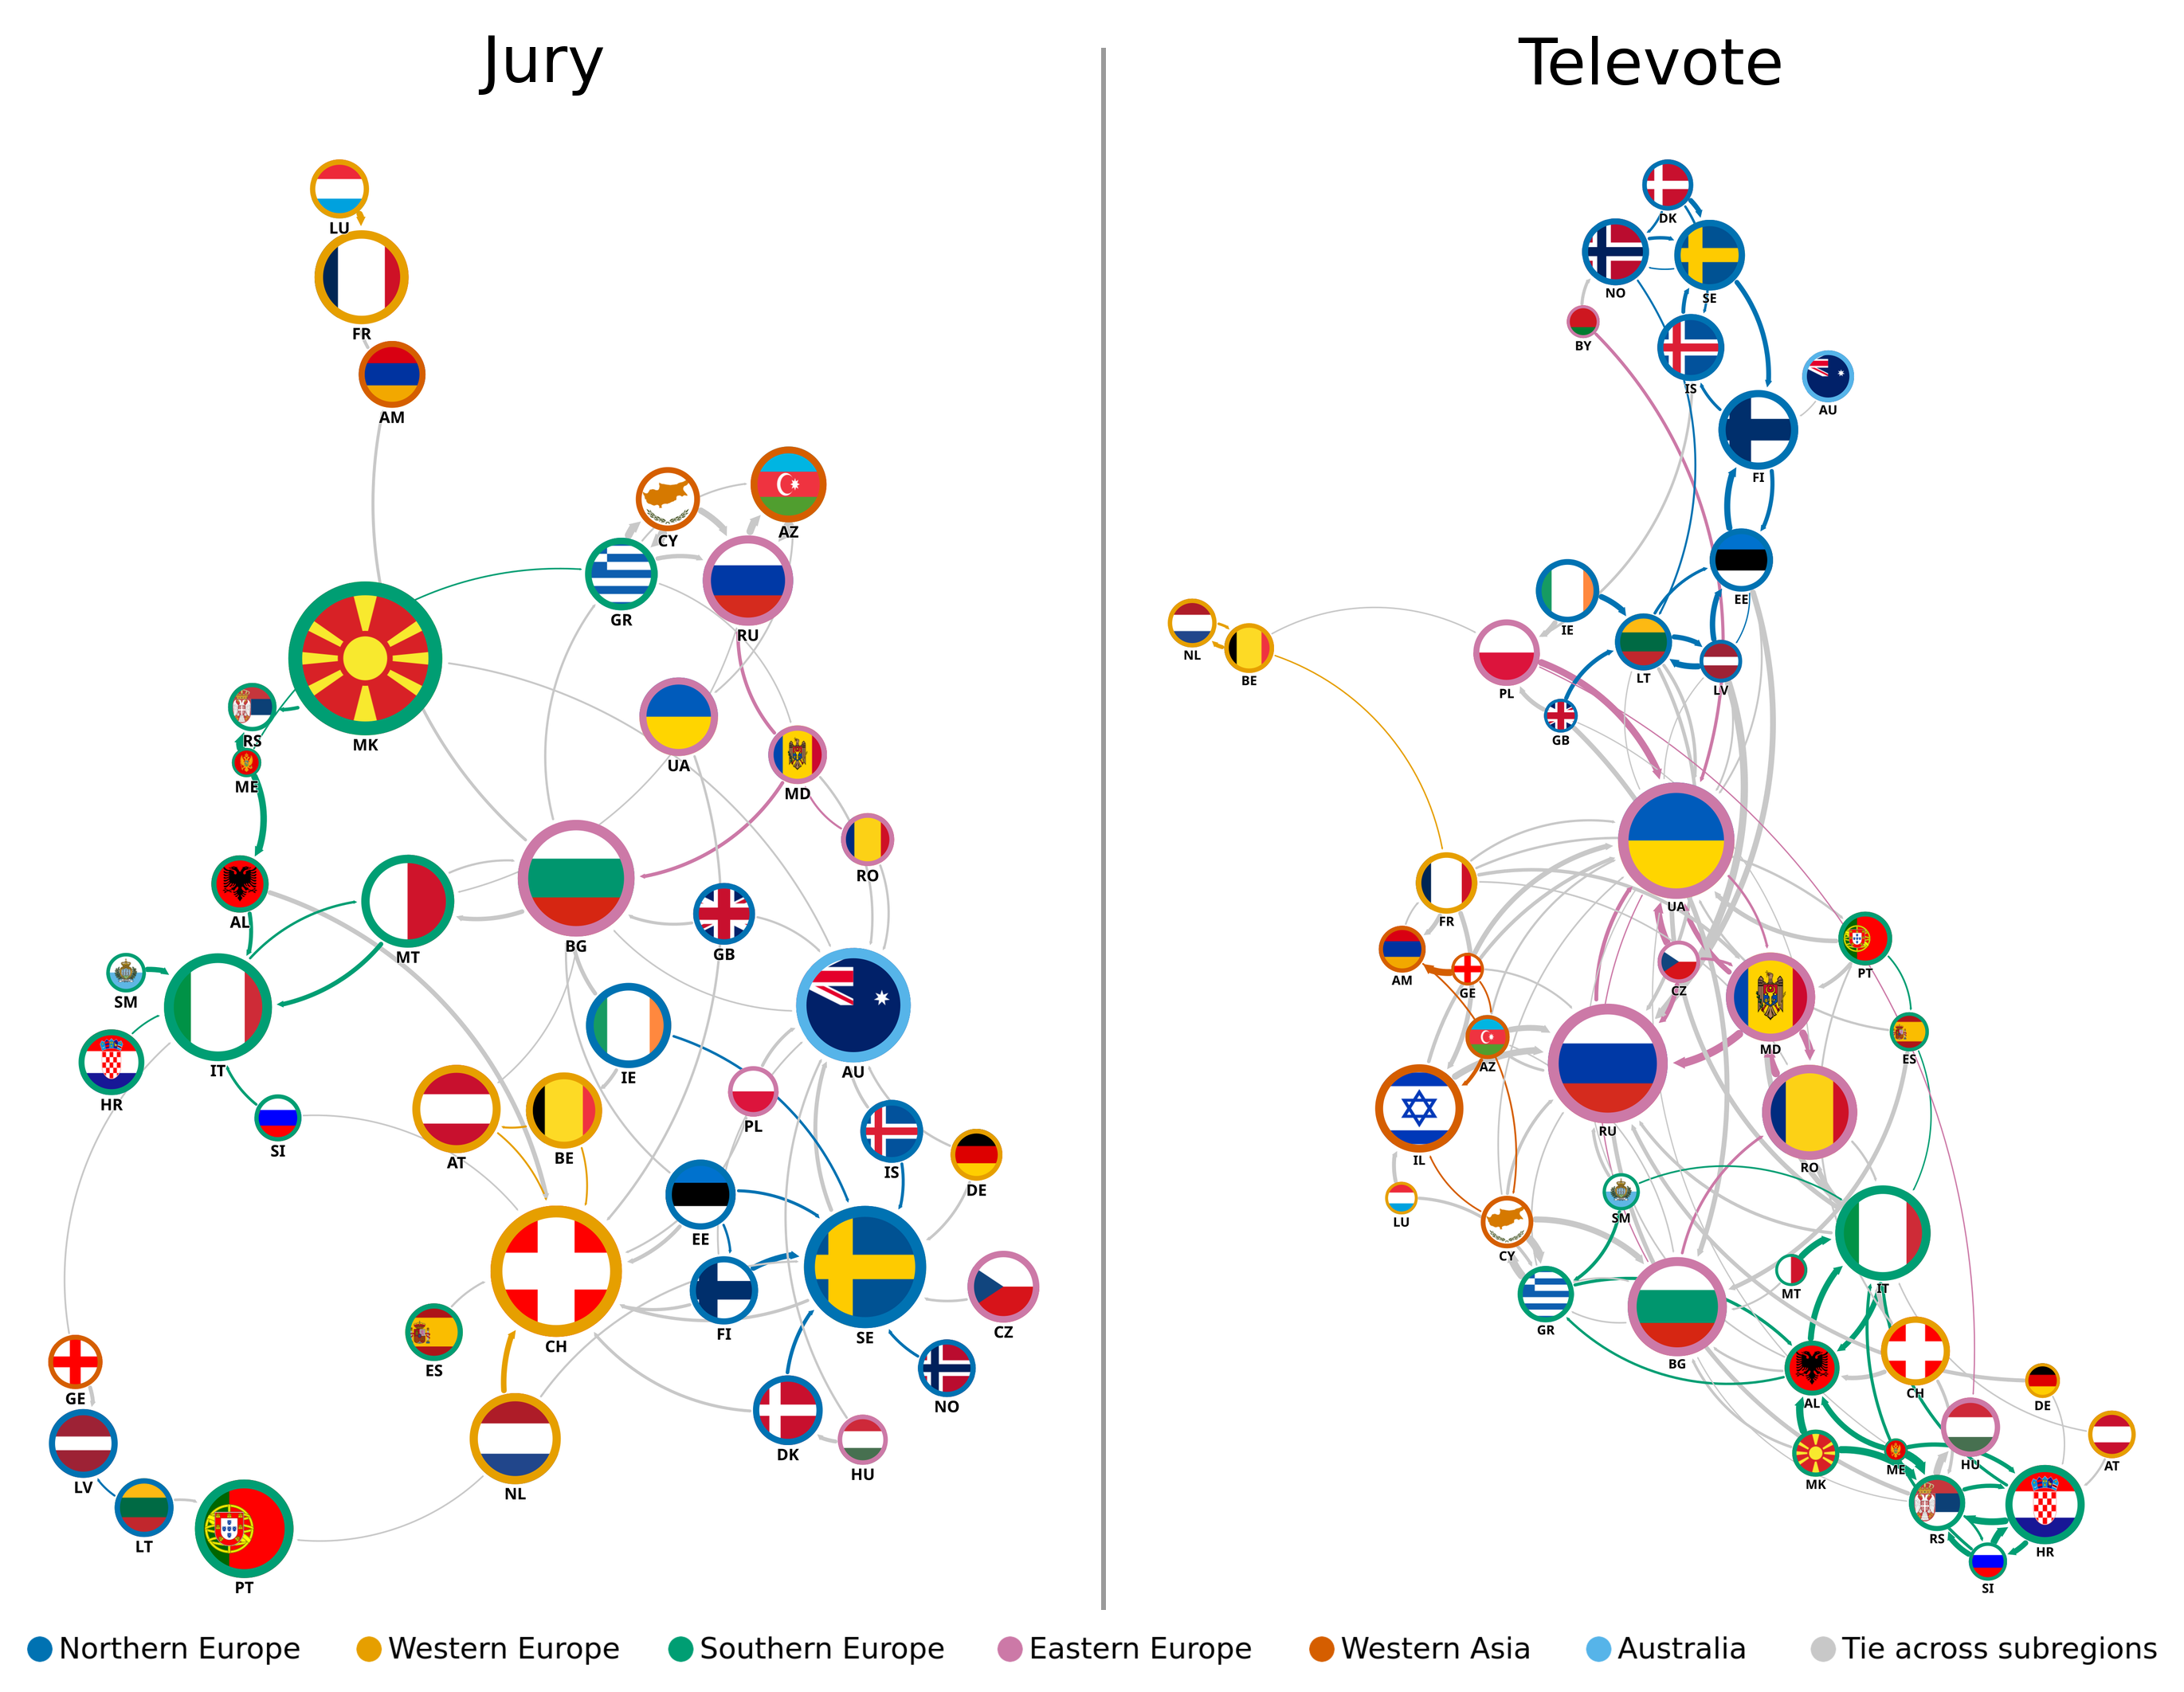 Jury
Televote
LU
FR
AM
CY
AZ
GR
RU
RS
MK
UA
ME
MD
RO
AL
MT
BG
GB
SM
IT
HR
SI
IE
AU
AT
BE
PL
IS
DE
EE
ES
CH
FI
SE
CZ
GE
LV
LT
PT
NL
DK
HU
NO
DK
NO
SE
BY
IS
AU
FI
EE
NL
BE
IE
PL
LT
LV
GB
UA
FR
AM
GE
CZ
PT
AZ
MD
ES
IL
RU
RO
LU
CY
SM
GR
MT
IT
BG
AL
CH
DE
MK
ME
HU
AT
RS
HR
SI
Northern Europe
Western Europe
Southern Europe
Eastern Europe
Western Asia
Australia
Tie across subregions